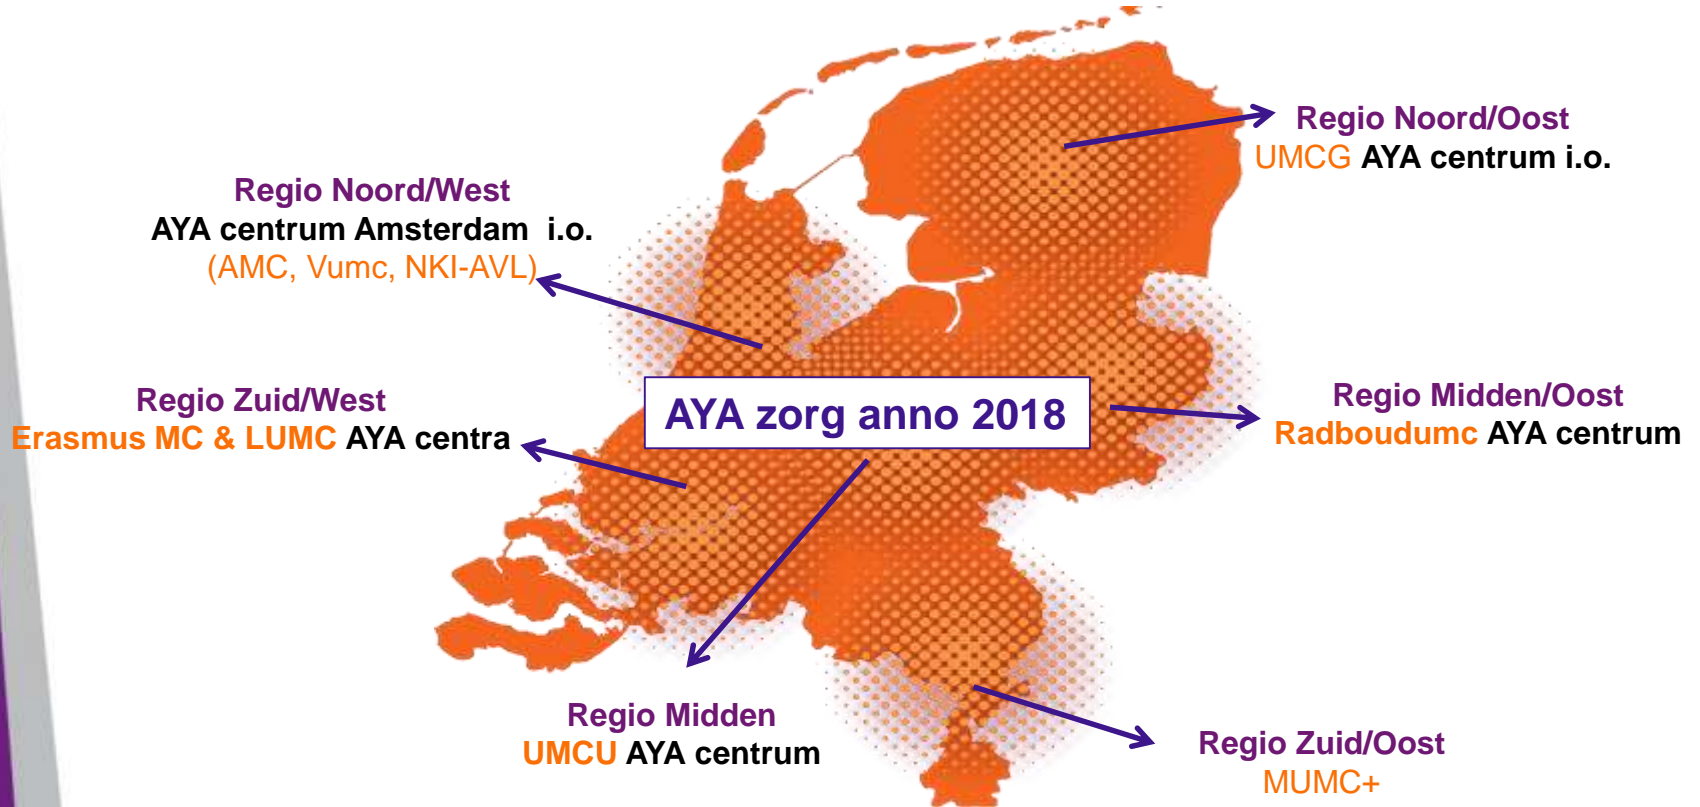 Regio Noord/Oost
UMCG AYA centrum i.o.
Regio Noord/West
AYA centrum Amsterdam  i.o.
(AMC, Vumc, NKI-AVL)
AYA zorg anno 2018
Regio Zuid/West
Erasmus MC & LUMC AYA centra
Regio Midden/Oost
Radboudumc AYA centrum
Regio Midden
UMCU AYA centrum
Regio Zuid/Oost
MUMC+